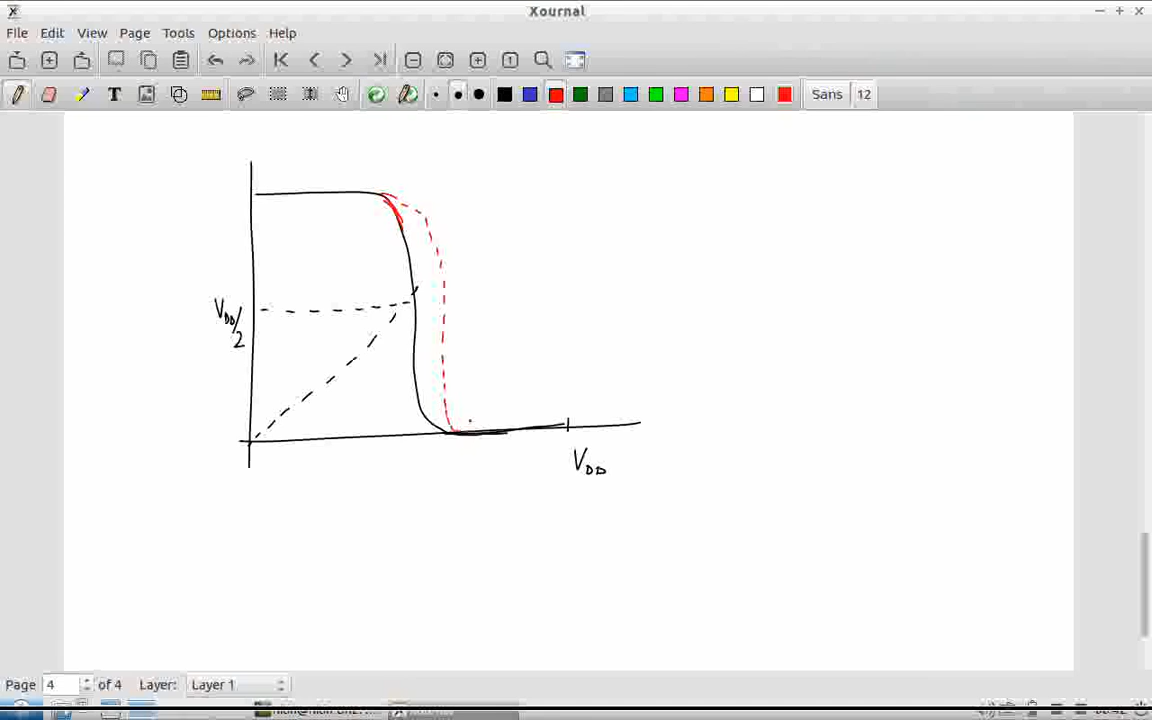 Xournal
File Edit View Page Tools Options Help
Sans 12
VDD/2
VDD
Page 4 of 4 Layer: Layer 1